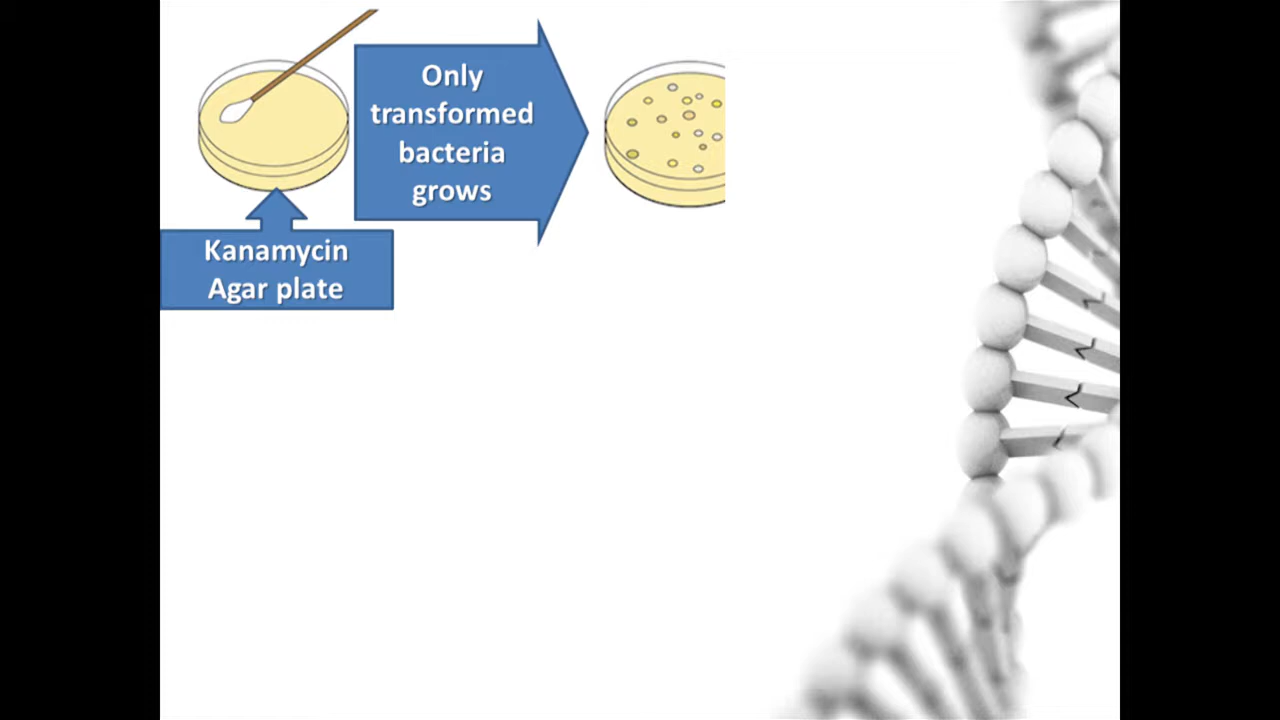 Only
transformed
bacteria
grows
Kanamycin
Agar plate